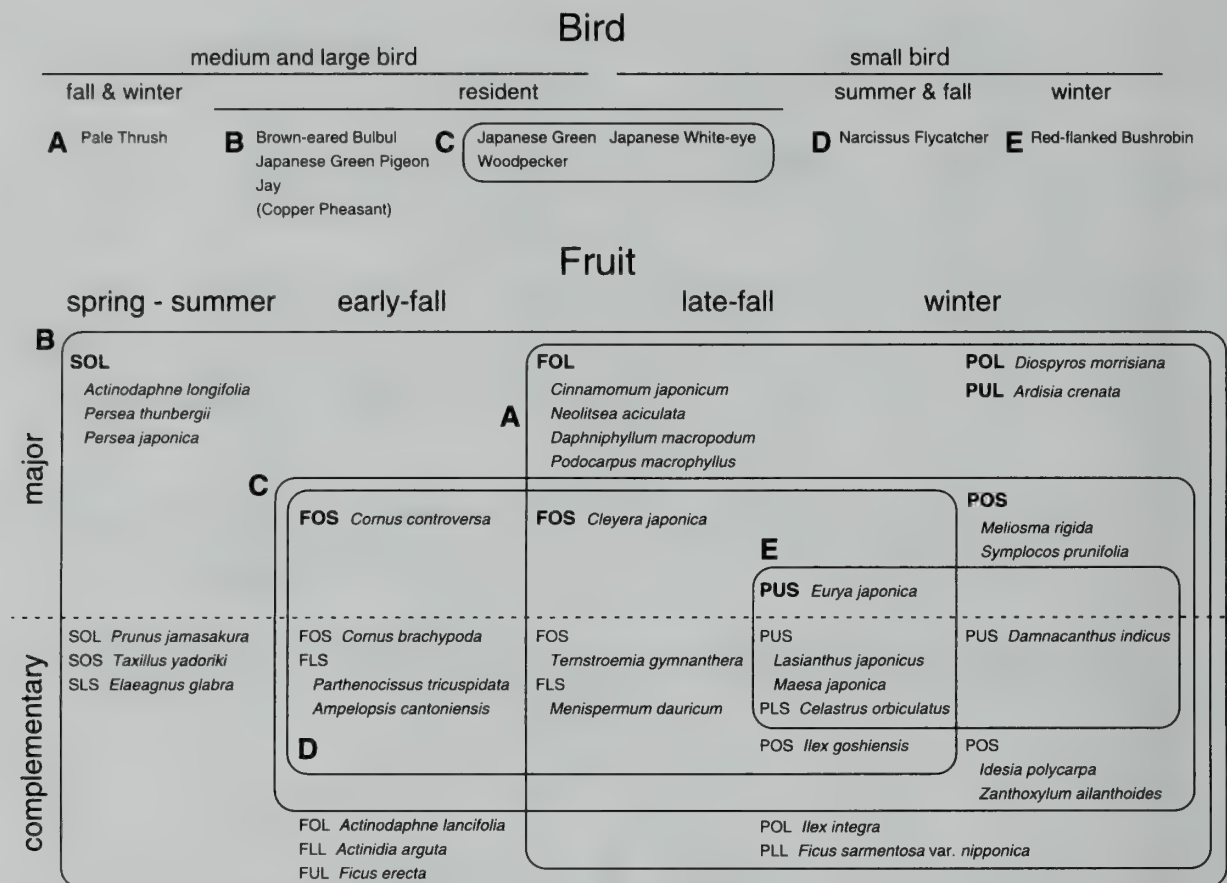 Bird
medium and large bird small bird
fall & winter resident summer & fall winter
A Pale Thrush B Brown-eared Bulbul C Japanese Green Japanese White-eye D Narcissus Flycatcher E Red-flanked Bushrobin
Japanese Green Pigeon Woodpecker
Jay
(Copper Pheasant)
Fruit
spring - summer early-fall late-fall winter
B
SOL FOL POL Diospyros morrisiana
Actinodaphne longifolia Cinnamomum japonicum PUL Ardisia crenata
Persea thunbergii Neolitsea aciculata
A
Persea japonica Daphniphyllum macropodum
Podocarpus macrophyllus
major
C
POS
FOS Cornus controversa FOS Cleyera japonica
Meliosma rigida
Symplocos prunifolia
E
PUS Eurya japonica
SOL Prunus jamasakura FOS Cornus brachypoda FOS PUS PUS Damnacanthus indicus
SOS Taxillus yadoriki FLS Ternstroemia gymnanthera Lasianthus japonicus
SLS Elaeagnus glabra Parthenocissus tricuspidata FLS Maesa japonica
Ampelopsis cantoniensis Menispermum dauricum PLS Celastrus orbiculatus
complementary
D POS Ilex goshiensis POS
Idesia polycarpa
Zanthoxylum ailanthoides
FOL Actinodaphne lancifolia POL Ilex integra
FLL Actinidia arguta PLL Ficus sarmentosa var. nipponica
FUL Ficus erecta